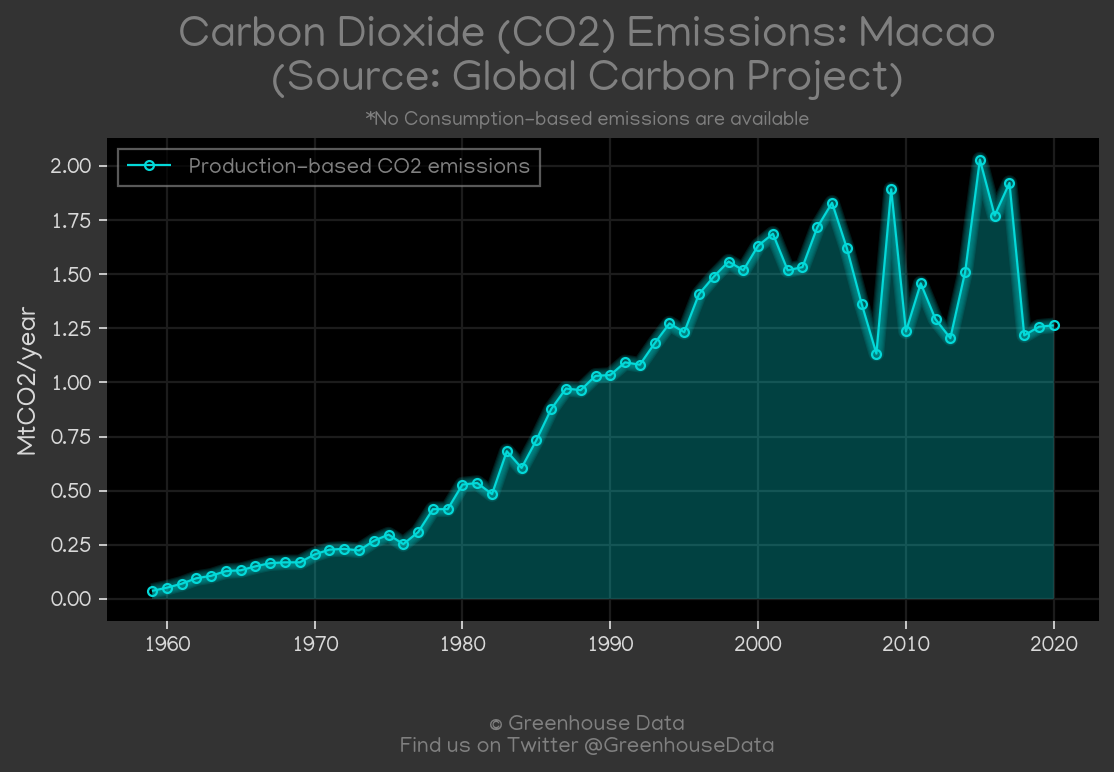 Carbon Dioxide (CO2) Emissions: Macao
(Source: Global Carbon Project)
*No Consumption-based emissions are available
Production-based CO2 emissions
MtCO2/year
2.00
1.75
1.50
1.25
1.00
0.75
0.50
0.25
0.00
1960 1970 1980 1990 2000 2010 2020
© Greenhouse Data
Find us on Twitter @GreenhouseData